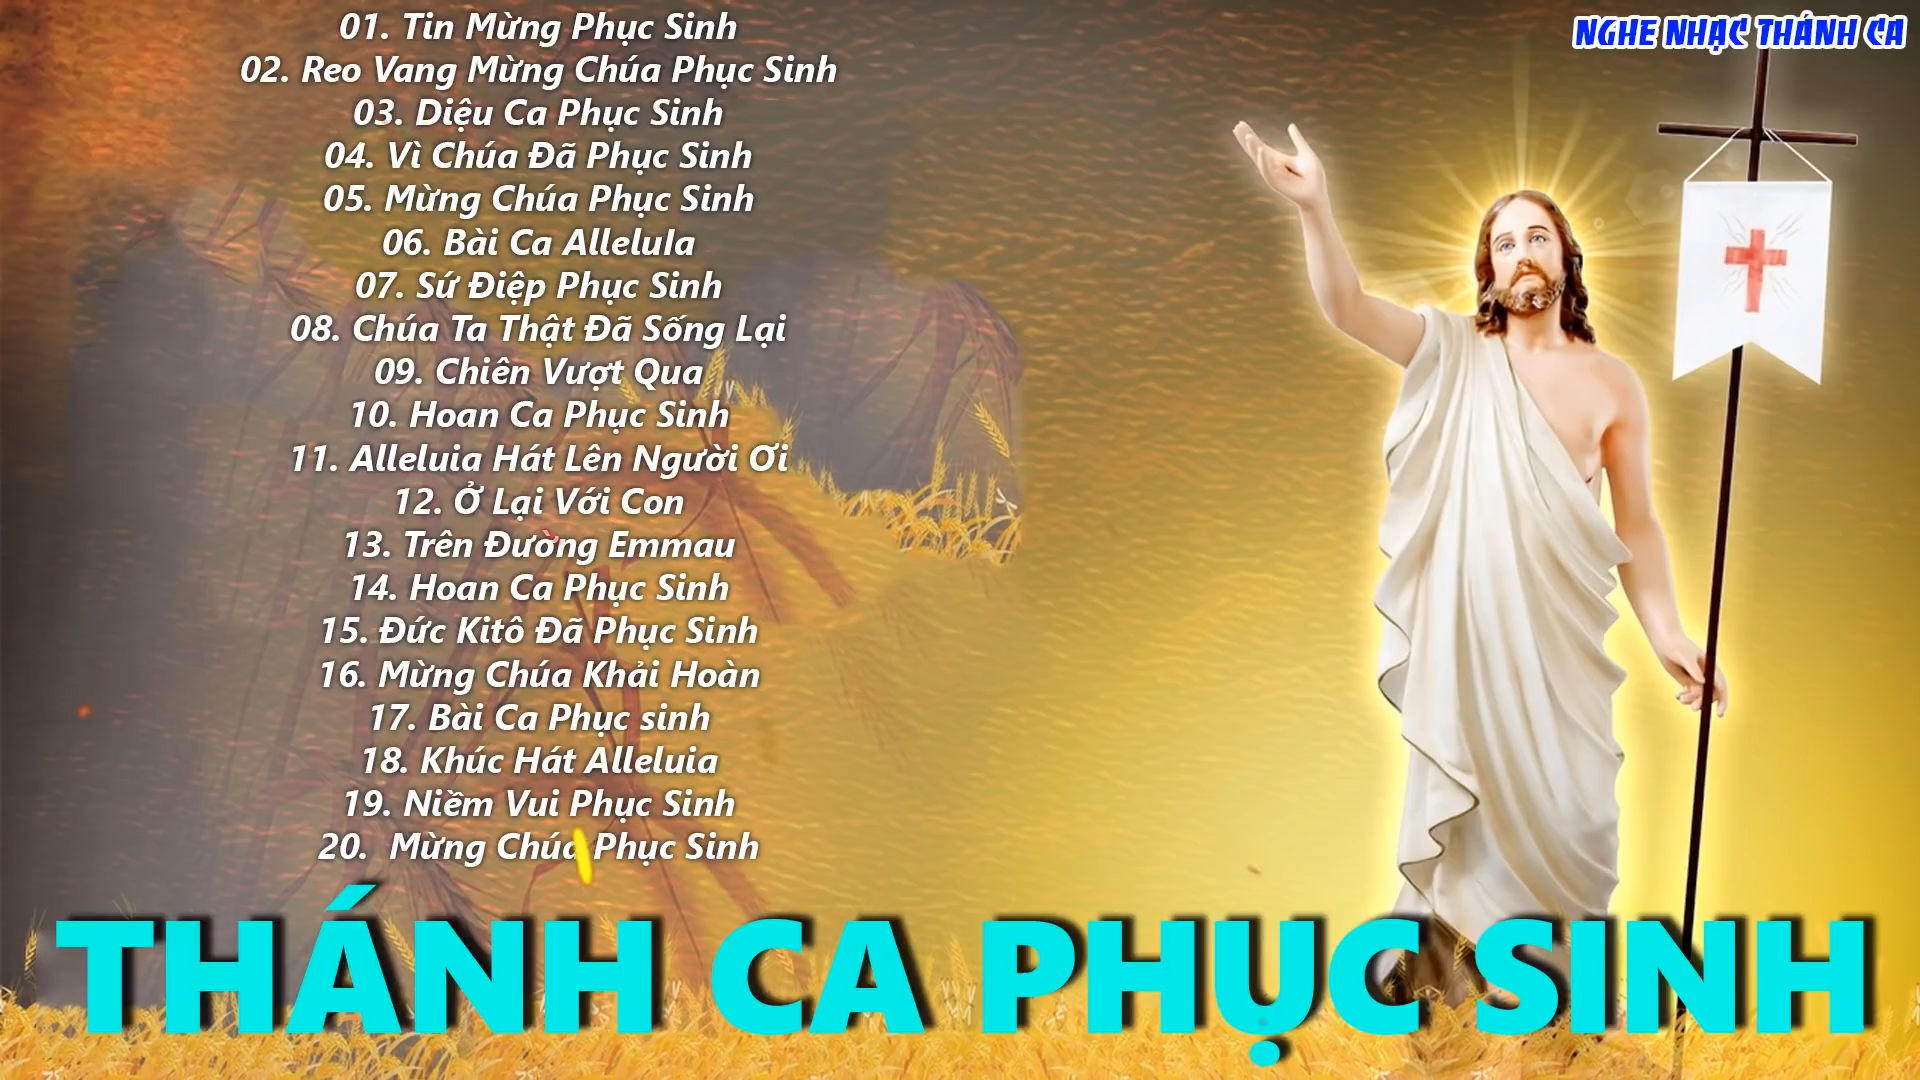 NGHE NHẠC THÁNH CA
01. Tin Mừng Phục Sinh
02. Reo Vang Mừng Chúa Phục Sinh
03. Diệu Ca Phục Sinh
04. Vì Chúa Đã Phục Sinh
05. Mừng Chúa Phục Sinh
06. Bài Ca AlleluIa
07. Sứ Điệp Phục Sinh
08. Chúa Ta Thật Đã Sống Lại
09. Chiên Vượt Qua
10. Hoan Ca Phục Sinh
11. Alleluia Hát Lên Người Ơi
12. Ở Lại Với Con
13. Trên Đường Emmau
14. Hoan Ca Phục Sinh
15. Đức Kitô Đã Phục Sinh
16. Mừng Chúa Khải Hoàn
17. Bài Ca Phục sinh
18. Khúc Hát Alleluia
19. Niềm Vui Phục Sinh
20. Mừng Chúa Phục Sinh
THÁNH CA PHỤC SINH